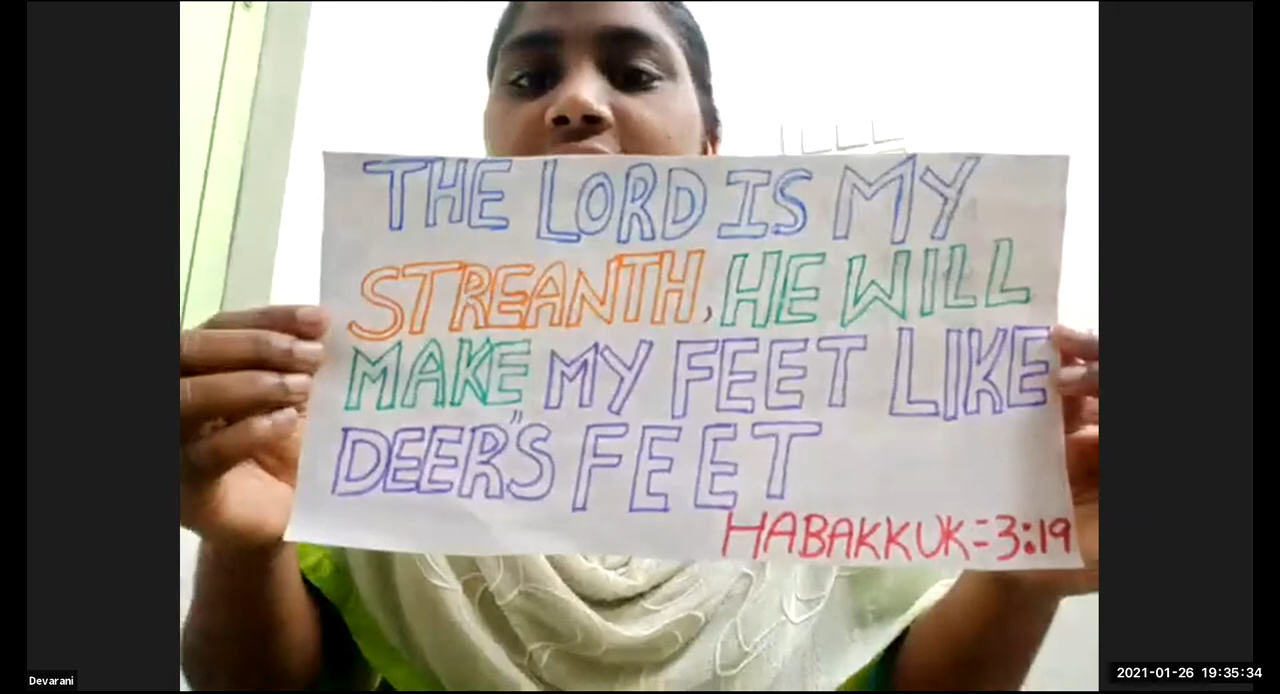 THE LORD IS MY
STREANTH, HE WILL
MAKE MY FEET LIKE
DEER"S FEET
HABAKKUK=3:19
Devarani
2021-01-26 19:35:34